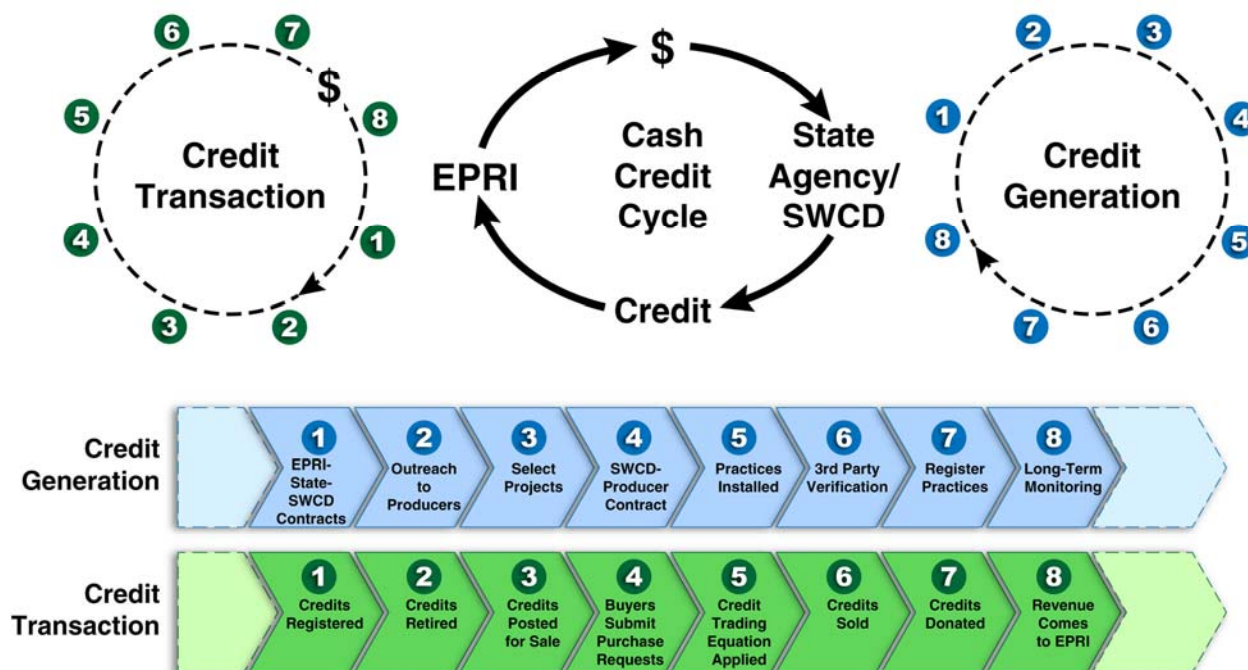 6
7
$
5
8
Credit
Transaction
4
1
3
2
$
EPRI
Cash
Credit
Cycle
State
Agency/
SWCD
Credit
2
3
1
4
Credit
Generation
8
5
7
6
Credit
Generation
1
EPRI-
State-
SWCD
Contracts
2
Outreach
to
Producers
3
Select
Projects
4
SWCD-
Producer
Contract
5
Practices
Installed
6
3rd Party
Verification
7
Register
Practices
8
Long-Term
Monitoring
Credit
Transaction
1
Credits
Registered
2
Credits
Retired
3
Credits
Posted
for Sale
4
Buyers
Submit
Purchase
Requests
5
Credit
Trading
Equation
Applied
6
Credits
Sold
7
Credits
Donated
8
Revenue
Comes
to EPRI